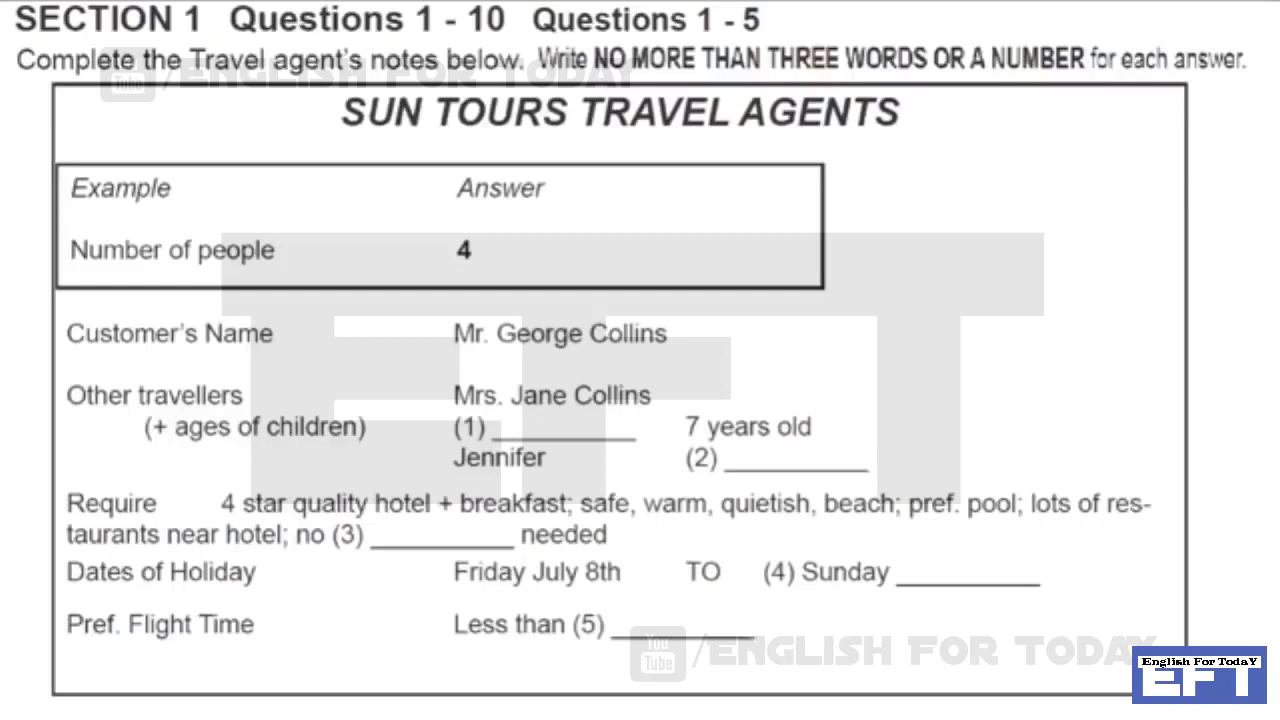 SECTION 1 Questions 1 - 10 Questions 1 - 5
Complete the Travel agent's notes below. Write NO MORE THAN THREE WORDS OR A NUMBER for each answer.
You Tube /ENGLISH FOR TODAY
SUN TOURS TRAVEL AGENTS
Example Answer
Number of people 4
EFT
Customer's Name Mr. George Collins
Other travellers Mrs. Jane Collins
(+ ages of children) (1) __________ 7 years old
Jennifer (2) __________
Require 4 star quality hotel + breakfast; safe, warm, quietish, beach; pref. pool; lots of res-
taurants near hotel; no (3) __________ needed
Dates of Holiday Friday July 8th TO (4) Sunday __________
Pref. Flight Time Less than (5) __________
You Tube /ENGLISH FOR TODAY
English For TodaY
EFT